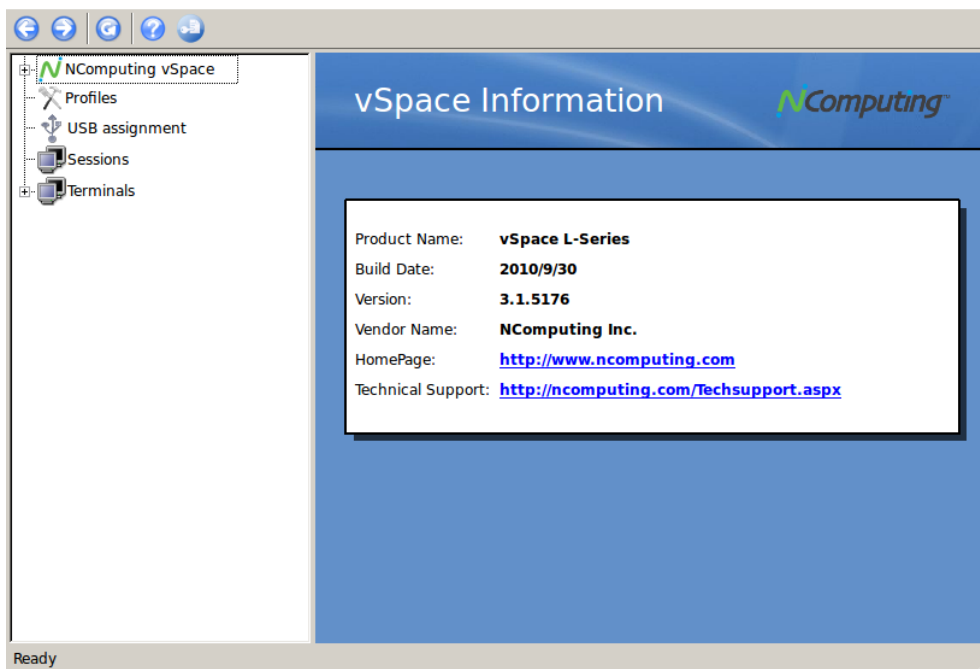 NComputing vSpace
Profiles
USB assignment
Sessions
Terminals
vSpace Information
NComputing™
Product Name: vSpace L-Series
Build Date: 2010/9/30
Version: 3.1.5176
Vendor Name: NComputing Inc.
HomePage: http://www.ncomputing.com
Technical Support: http://ncomputing.com/Techsupport.aspx
Ready